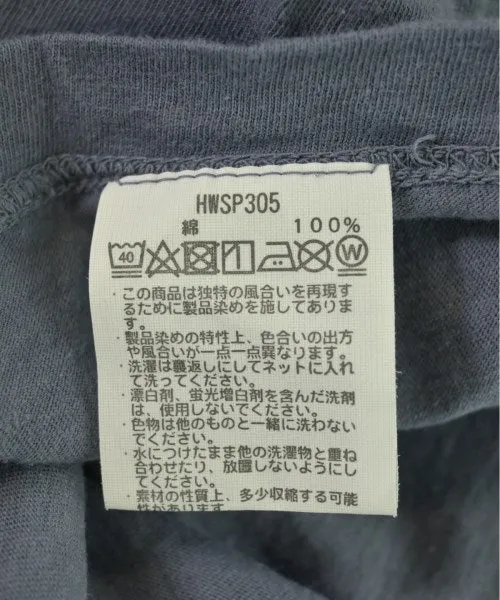 HWSP305
綿 100%
40 W
・この商品は独特の風合いを再現す
るために製品染めを施してありま
す。
・製品染めの特性上、色合いの出方
や風合いが一点一点異なります。
・洗濯は裏返しにしてネットに入れ
て洗ってください。
・漂白剤、蛍光増白剤を含んだ洗剤
は、使用しないでください。
・色物は他のものと一緒に洗わない
でください。
・水につけたまま他の洗濯物と重ね
合わせたり、放置しないようにし
てください。
・素材の性質上、多少収縮する可能
性があります